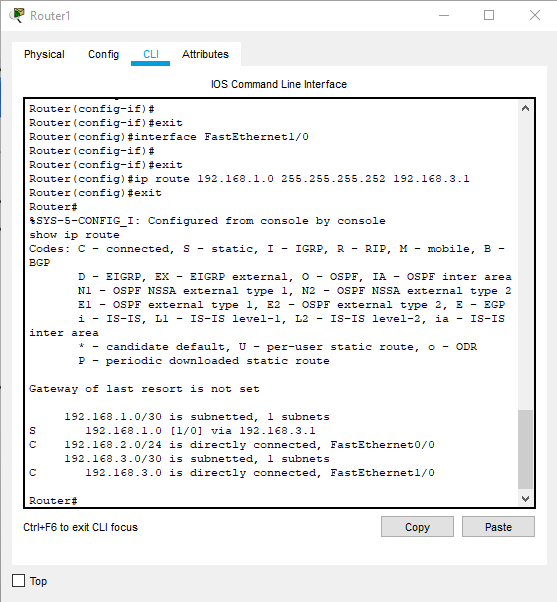 Router1
Physical Config CLI Attributes
IOS Command Line Interface
Router(config-if)#
Router(config-if)#exit
Router(config)#interface FastEthernet1/0
Router(config-if)#
Router(config-if)#exit
Router(config)#ip route 192.168.1.0 255.255.255.252 192.168.3.1
Router(config)#exit
Router#
%SYS-5-CONFIG_I: Configured from console by console
show ip route
Codes: C - connected, S - static, I - IGRP, R - RIP, M - mobile, B -
BGP
       D - EIGRP, EX - EIGRP external, O - OSPF, IA - OSPF inter area
       N1 - OSPF NSSA external type 1, N2 - OSPF NSSA external type 2
       E1 - OSPF external type 1, E2 - OSPF external type 2, E - EGP
       i - IS-IS, L1 - IS-IS level-1, L2 - IS-IS level-2, ia - IS-IS
inter area
       * - candidate default, U - per-user static route, o - ODR
       P - periodic downloaded static route
Gateway of last resort is not set
     192.168.1.0/30 is subnetted, 1 subnets
S       192.168.1.0 [1/0] via 192.168.3.1
C    192.168.2.0/24 is directly connected, FastEthernet0/0
     192.168.3.0/30 is subnetted, 1 subnets
C       192.168.3.0 is directly connected, FastEthernet1/0
Router#
Ctrl+F6 to exit CLI focus
Copy Paste
Top